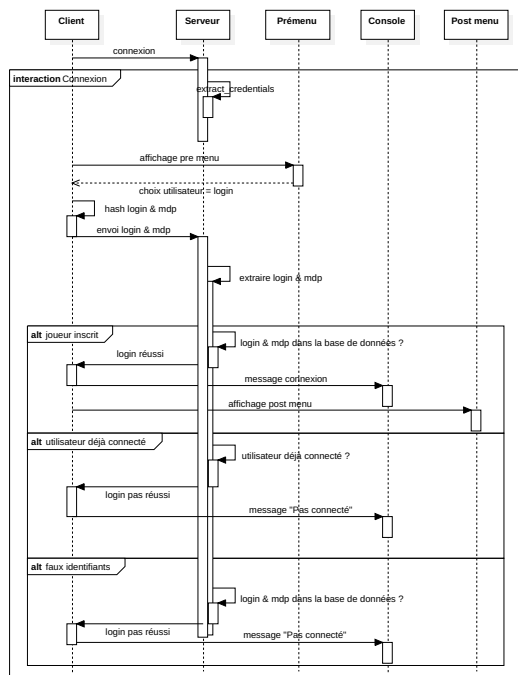 Client Serveur Prémenu Console Post menu
connexion
interaction Connexion
extract_credentials
affichage pre menu
choix utilisateur = login
hash login & mdp
envoi login & mdp
extraire login & mdp
alt joueur inscrit
login & mdp dans la base de données ?
login réussi
message connexion
affichage post menu
alt utilisateur déjà connecté
utilisateur déjà connecté ?
login pas réussi
message "Pas connecté"
alt faux identifiants
login & mdp dans la base de données ?
login pas réussi
message "Pas connecté"